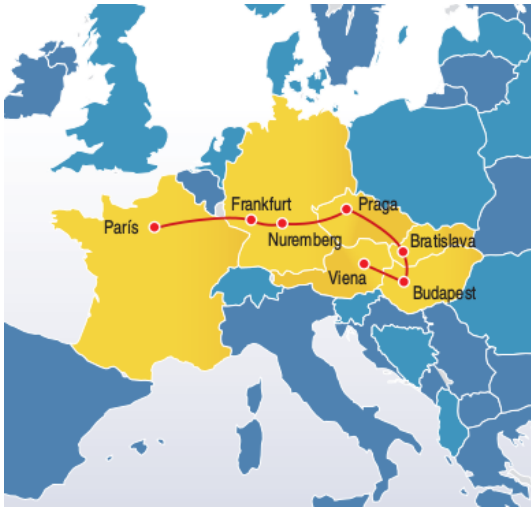 París
Frankfurt
Nuremberg
Praga
Bratislava
Viena
Budapest